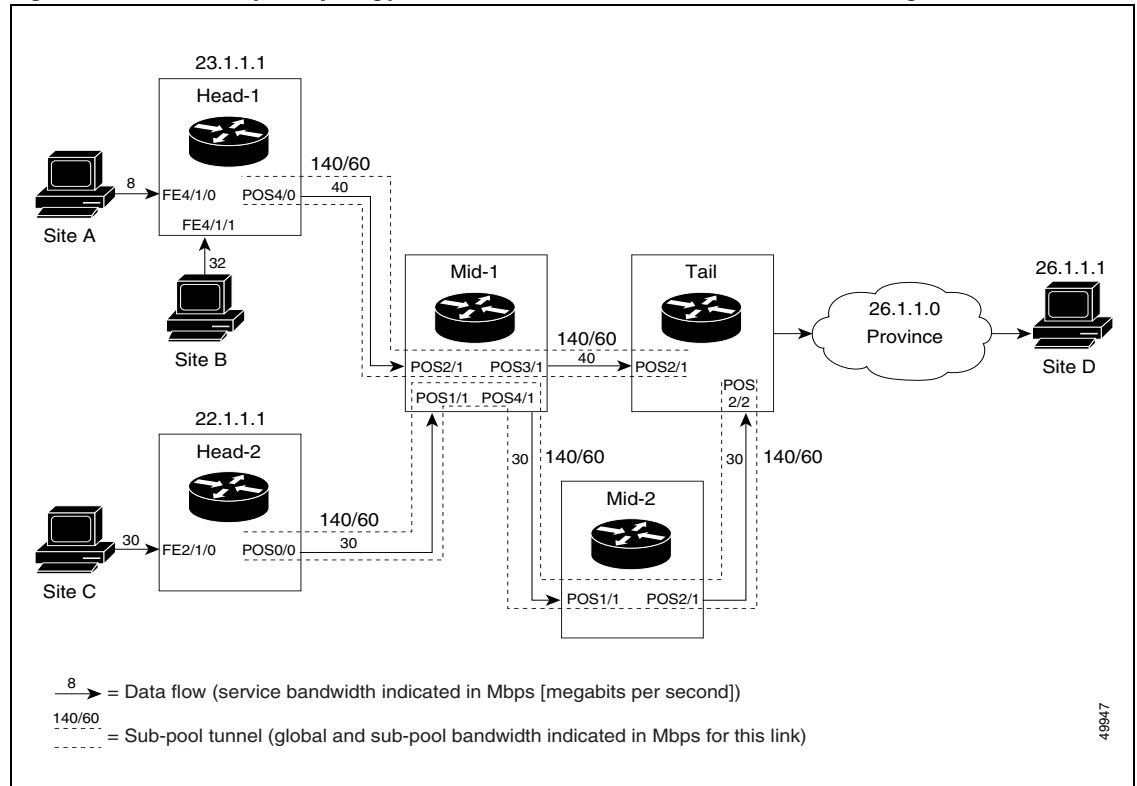 23.1.1.1
Head-1
140/60
8
FE4/1/0
POS4/0
40
Site A
FE4/1/1
32
Site B
Mid-1
Tail
26.1.1.1
26.1.1.0
Province
140/60
40
POS2/1
POS3/1
POS2/1
Site D
POS1/1
POS4/1
POS
2/2
22.1.1.1
Head-2
30
140/60
30
140/60
Mid-2
140/60
30
30
FE2/1/0
POS0/0
Site C
POS1/1
POS2/1
8
= Data flow (service bandwidth indicated in Mbps [megabits per second])
140/60
= Sub-pool tunnel (global and sub-pool bandwidth indicated in Mbps for this link)
49947